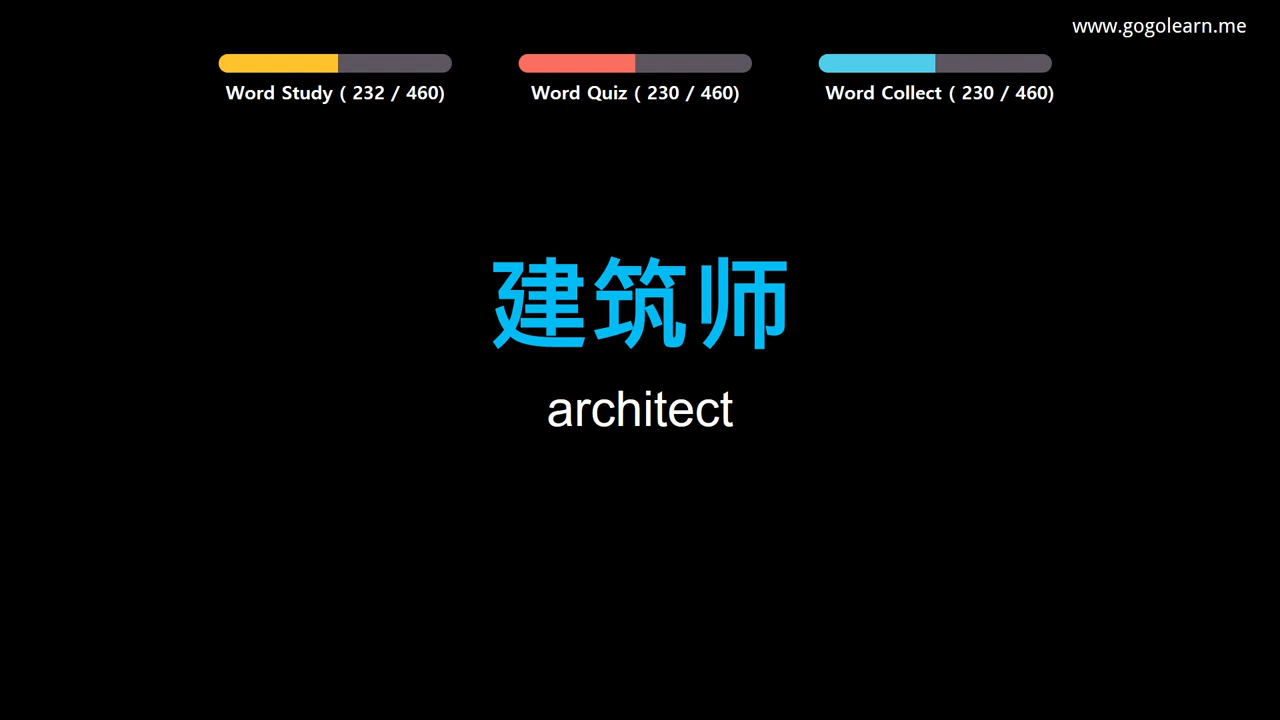 www.gogolearn.me
Word Study ( 232 / 460)
Word Quiz ( 230 / 460)
Word Collect ( 230 / 460)
建筑师
architect